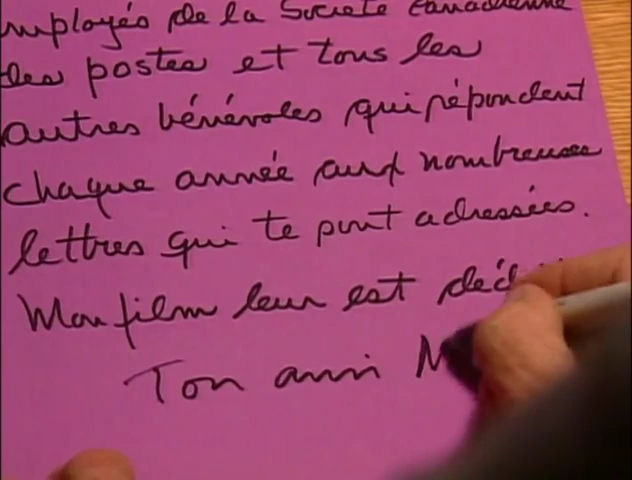 employés de la Société Canadienne
des postes et tous les
autres bénévoles qui répondent
chaque année aux nombreuses
lettres qui te sont adressées.
Mon film leur est
Ton ami